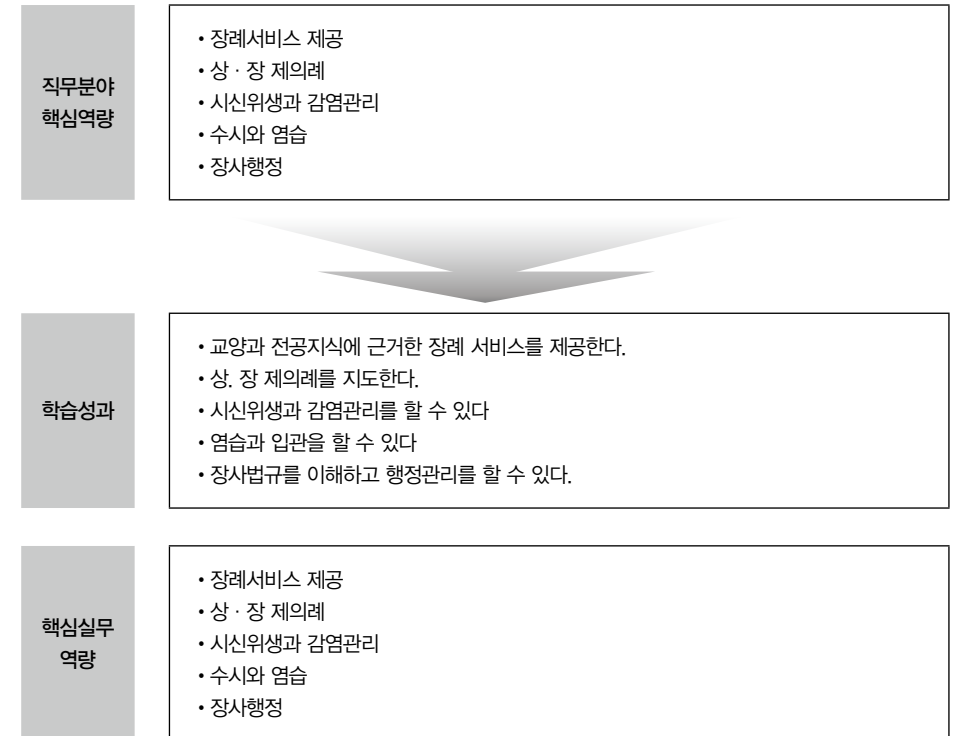 직무분야
핵심역량
• 장례서비스 제공
• 상 · 장 제의례
• 시신위생과 감염관리
• 수시와 염습
• 장사행정
학습성과
• 교양과 전공지식에 근거한 장례 서비스를 제공한다.
• 상. 장 제의례를 지도한다.
• 시신위생과 감염관리를 할 수 있다
• 염습과 입관을 할 수 있다
• 장사법규를 이해하고 행정관리를 할 수 있다.
핵심실무
역량
• 장례서비스 제공
• 상 · 장 제의례
• 시신위생과 감염관리
• 수시와 염습
• 장사행정